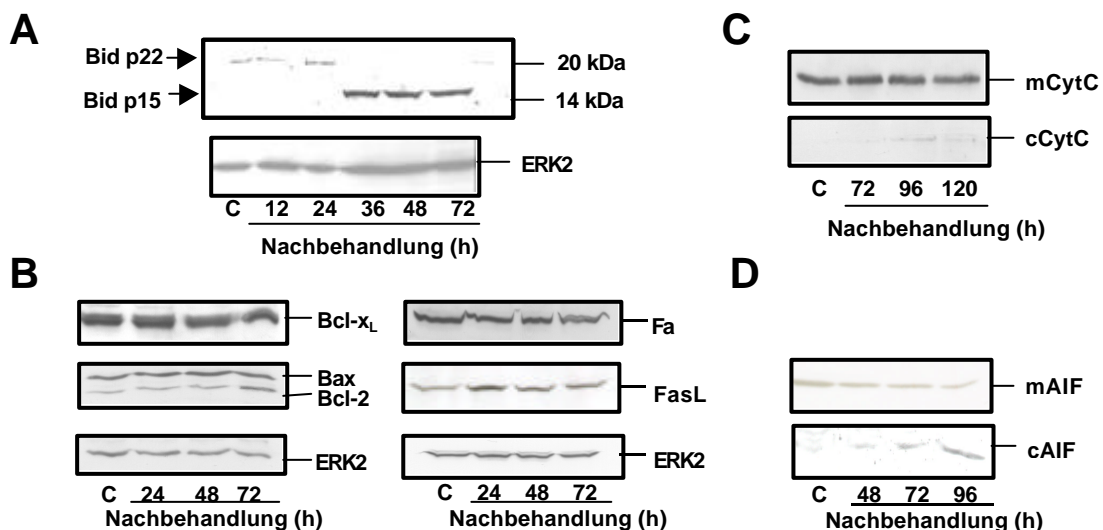 A
Bid p22
20 kDa
Bid p15
14 kDa
ERK2
C 12 24 36 48 72
Nachbehandlung (h)
B
Bcl-xL
Bax
Bcl-2
ERK2
C 24 48 72
Nachbehandlung (h)
Fa
FasL
ERK2
C 24 48 72
Nachbehandlung (h)
C
mCytC
cCytC
C 72 96 120
Nachbehandlung (h)
D
mAIF
cAIF
C 48 72 96
Nachbehandlung (h)